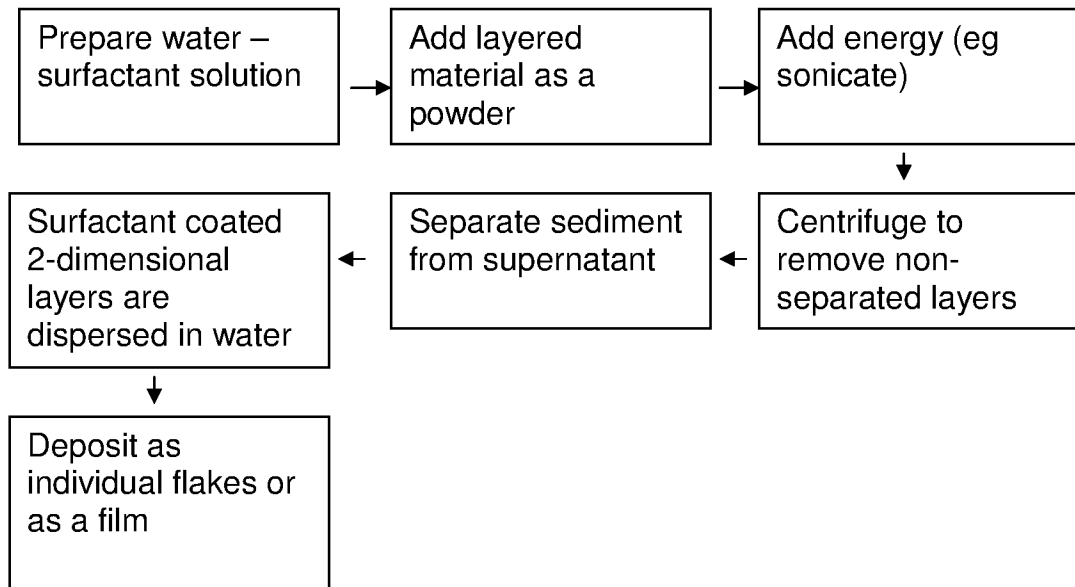 Prepare water –
surfactant solution
Add layered
material as a
powder
Add energy (eg
sonicate)
Centrifuge to
remove non-
separated layers
Separate sediment
from supernatant
Surfactant coated
2-dimensional
layers are
dispersed in water
Deposit as
individual flakes or
as a film